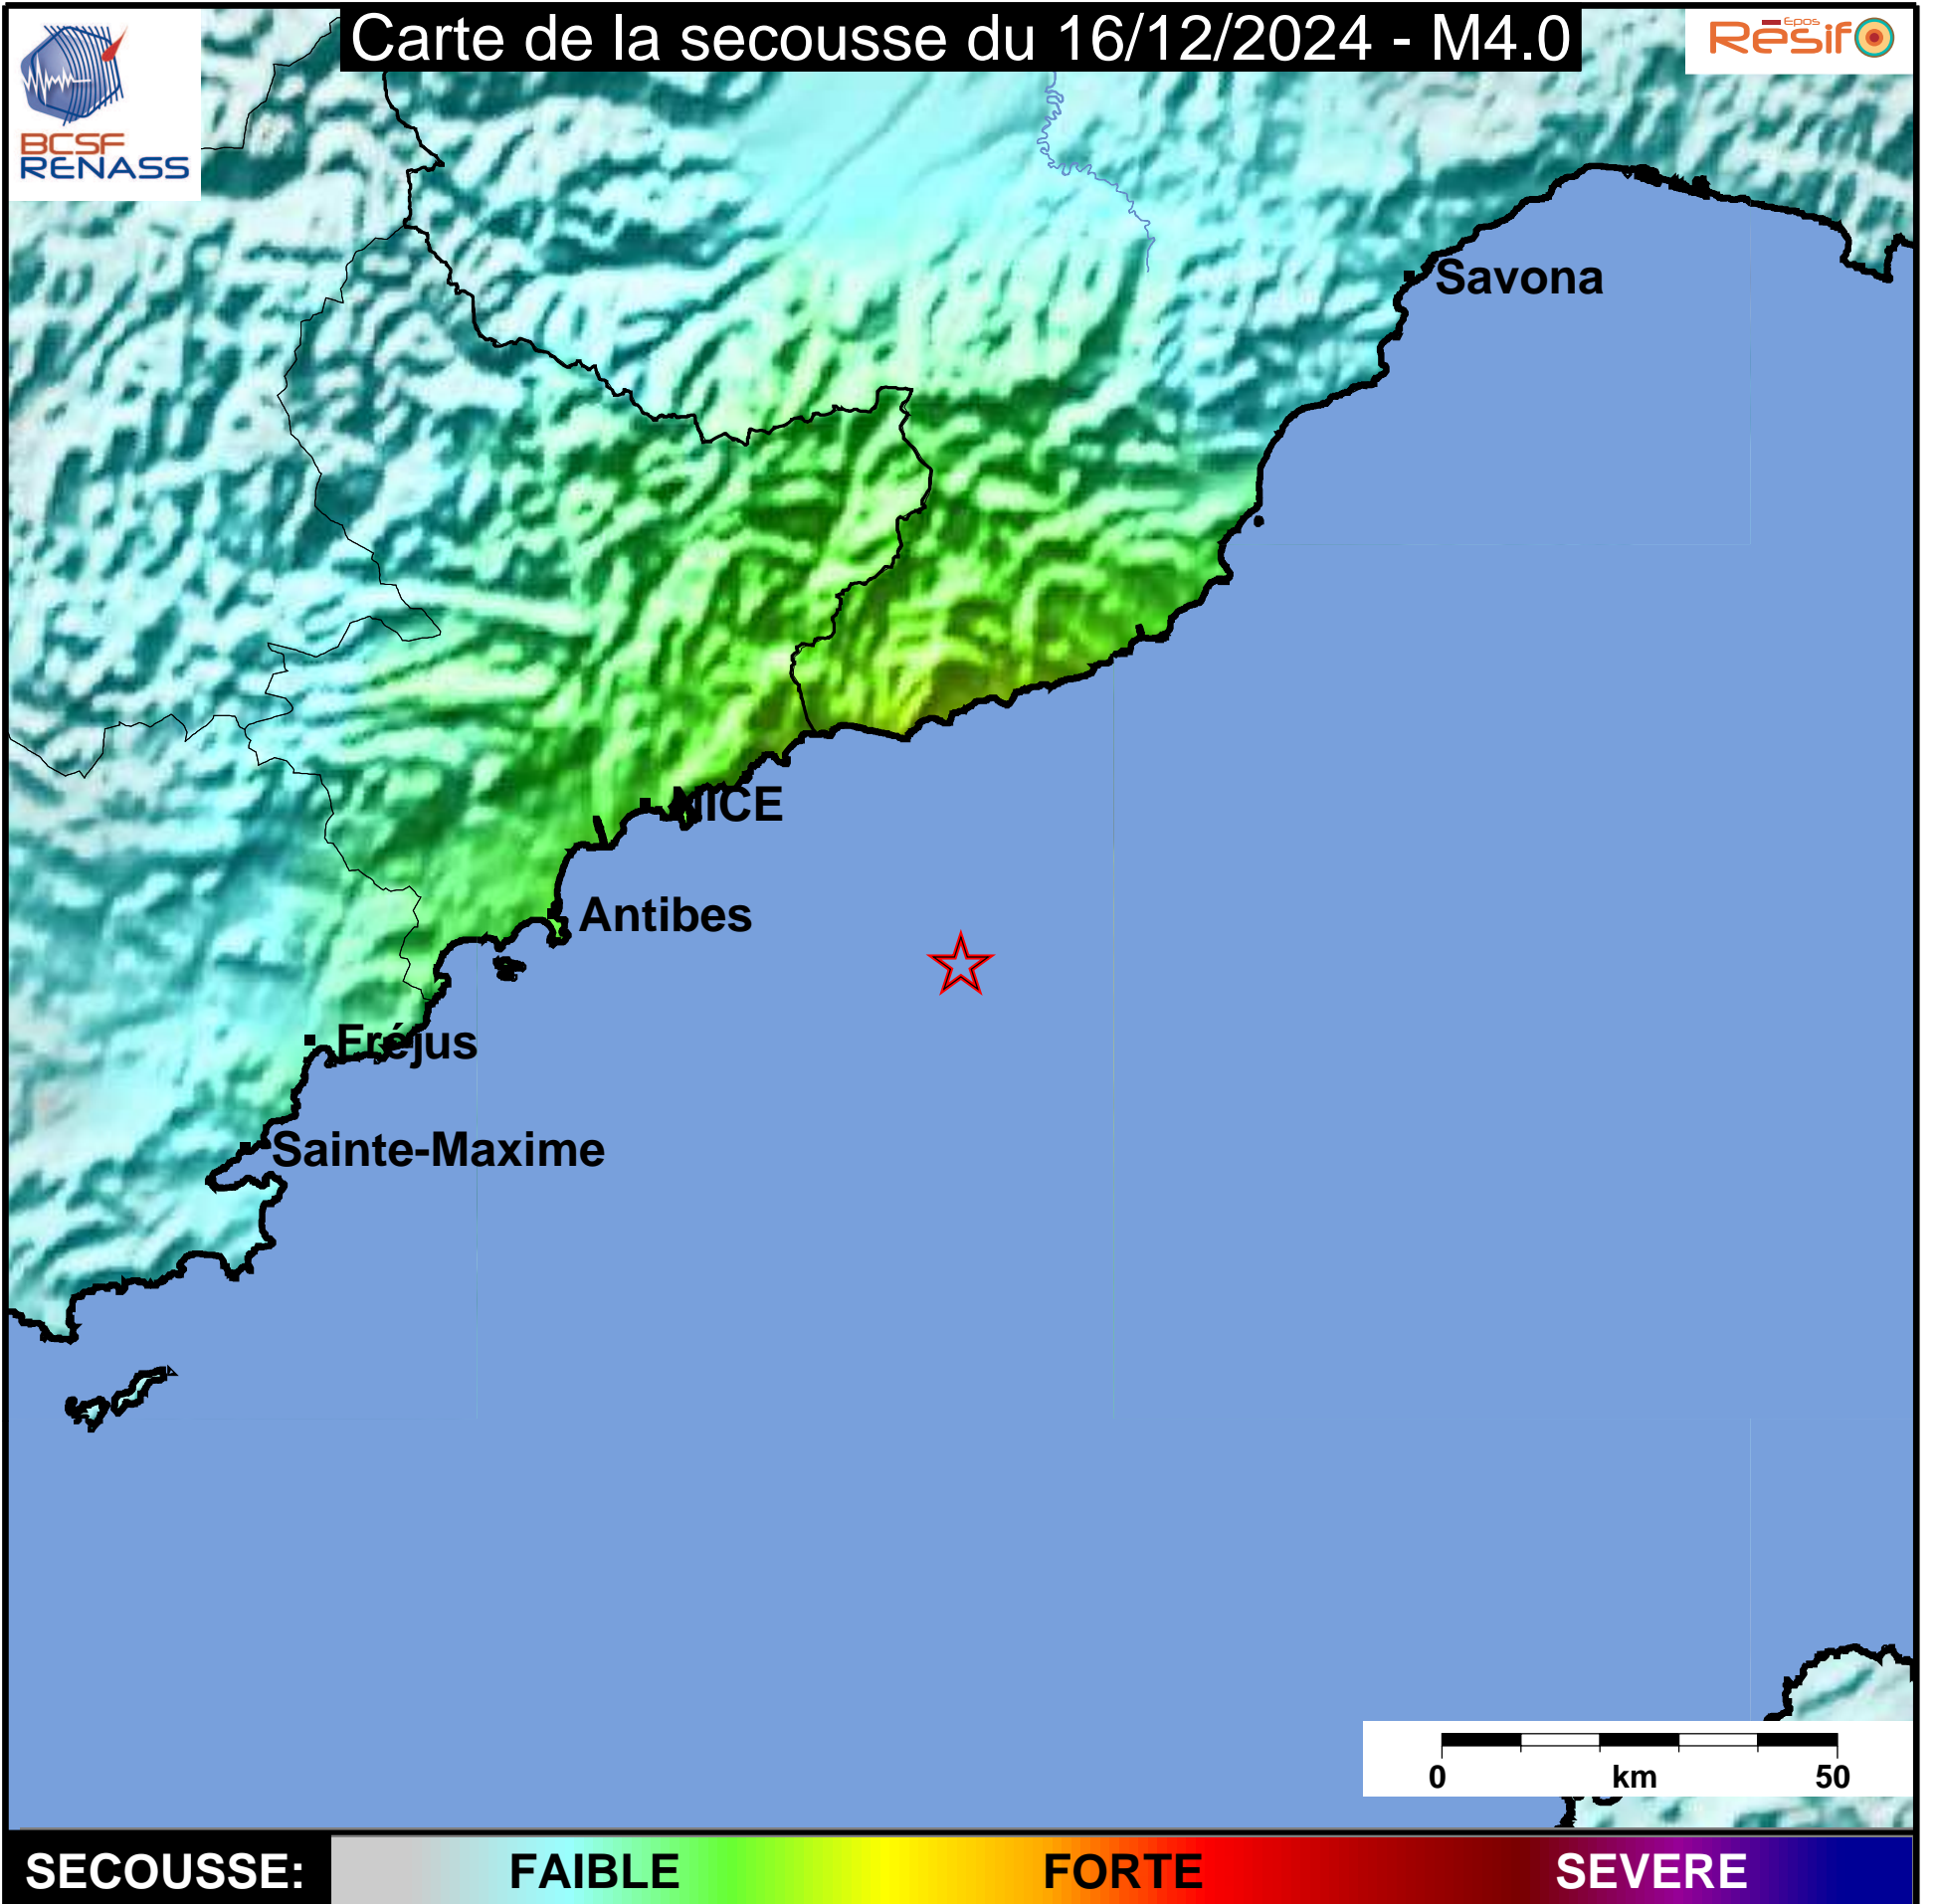 Carte de la secousse du 16/12/2024 - M4.0
BCSF
RENASS
Epos
Résif
Savona
NICE
Antibes
Fréjus
Sainte-Maxime
0 km 50
SECOUSSE: FAIBLE FORTE SEVERE